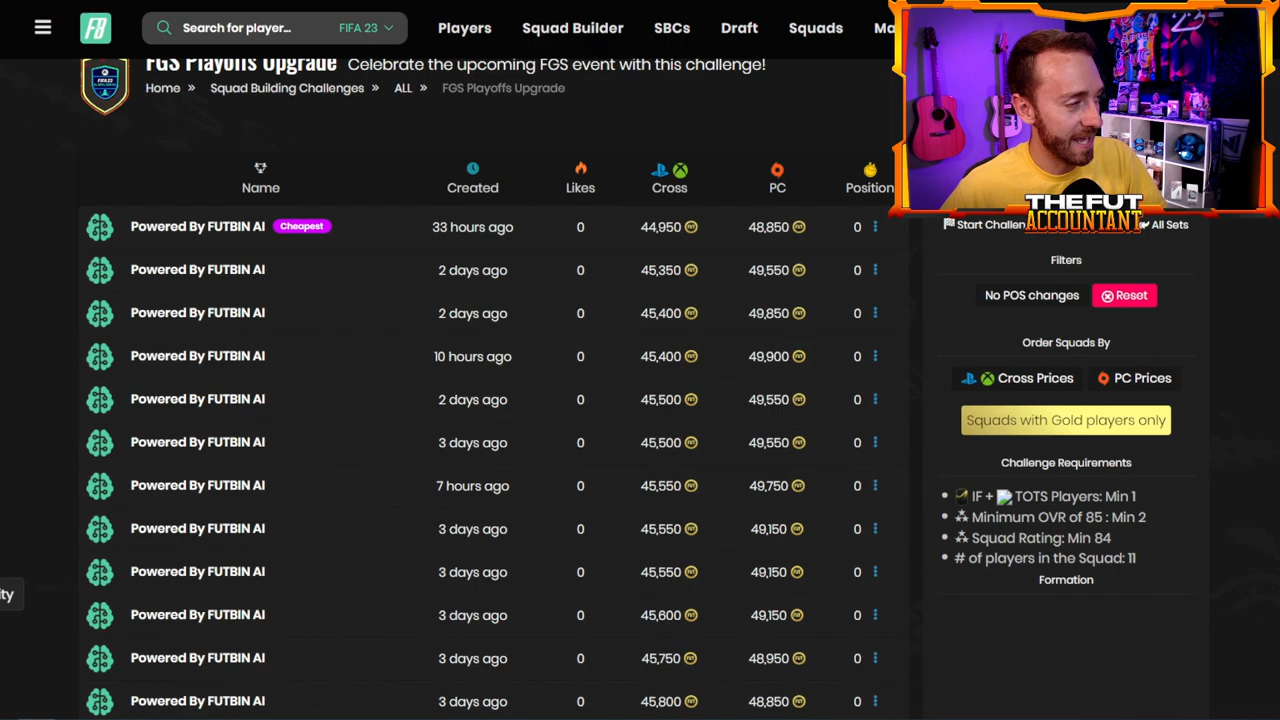 Search for player... FIFA 23 Players Squad Builder SBCs Draft Squads Ma
FGS Playoffs Upgrade Celebrate the upcoming FGS event with this challenge!
Home » Squad Building Challenges » ALL » FGS Playoffs Upgrade
Name Created Likes Cross PC Position
Powered By FUTBIN AI Cheapest 33 hours ago 0 44,950 48,850 0
Powered By FUTBIN AI 2 days ago 0 45,350 49,550 0
Powered By FUTBIN AI 2 days ago 0 45,400 49,850 0
Powered By FUTBIN AI 10 hours ago 0 45,400 49,900 0
Powered By FUTBIN AI 2 days ago 0 45,500 49,550 0
Powered By FUTBIN AI 3 days ago 0 45,500 49,550 0
Powered By FUTBIN AI 7 hours ago 0 45,550 49,750 0
Powered By FUTBIN AI 3 days ago 0 45,550 49,150 0
Powered By FUTBIN AI 3 days ago 0 45,550 49,150 0
Powered By FUTBIN AI 3 days ago 0 45,600 49,150 0
Powered By FUTBIN AI 3 days ago 0 45,750 48,950 0
Powered By FUTBIN AI 3 days ago 0 45,800 48,850 0
ity
THE FUT
ACCOUNTANT
Start Challen All Sets
Filters
No POS changes Reset
Order Squads By
Cross Prices PC Prices
Squads with Gold players only
Challenge Requirements
IF + TOTS Players: Min 1
Minimum OVR of 85 : Min 2
Squad Rating: Min 84
# of players in the Squad: 11
Formation